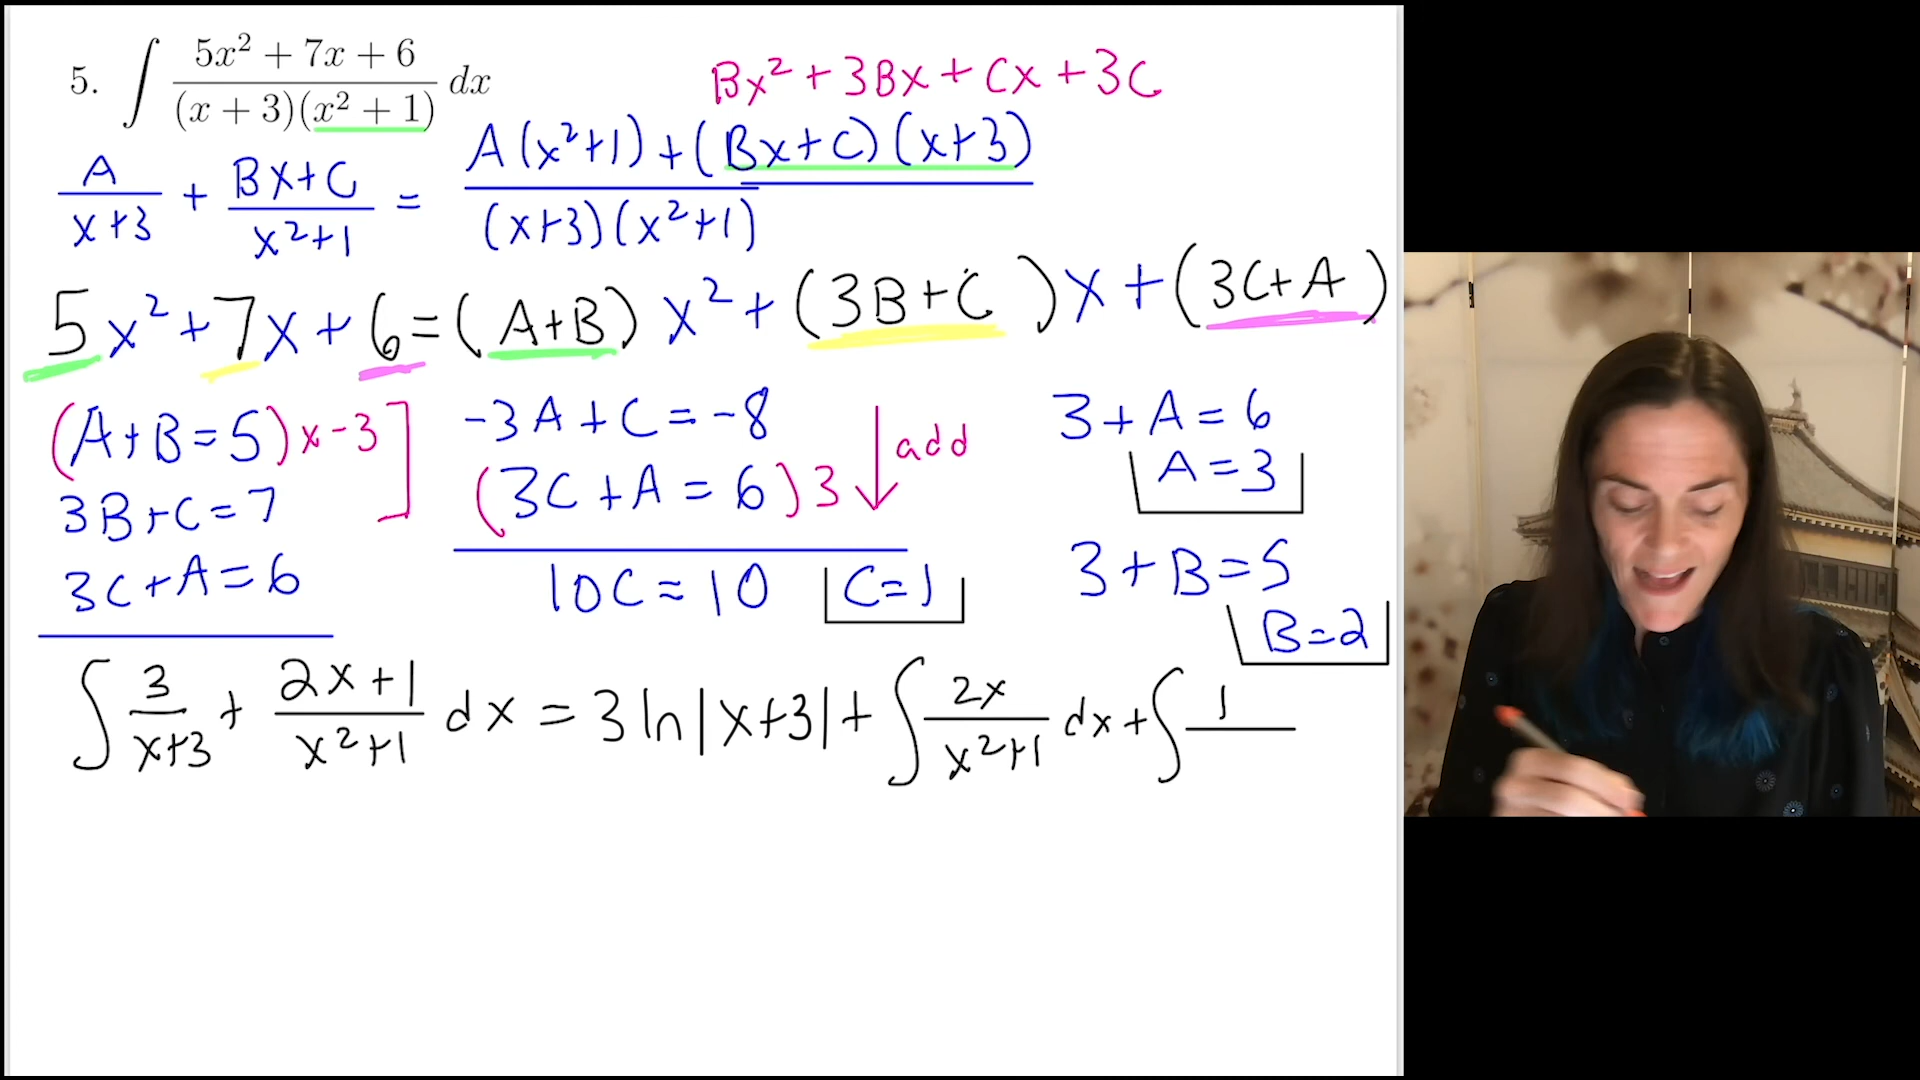 5. ∫ (5x² + 7x + 6) / ((x + 3)(x² + 1)) dx
Bx² + 3Bx + Cx + 3C
A/(x+3) + (Bx+C)/(x²+1) = (A(x²+1) + (Bx+C)(x+3)) / ((x+3)(x²+1))
5x² + 7x + 6 = (A+B)x² + (3B+C)x + (3C+A)
(A+B=5)x-3
3B+C=7
3C+A=6
-3A+C=-8
(3C+A=6)3
add
10C=10 C=1
3+A=6
A=3
3+B=5
B=2
∫ 3/(x+3) + (2x+1)/(x²+1) dx = 3 ln|x+3| + ∫ 2x/(x²+1) dx + ∫ 1/